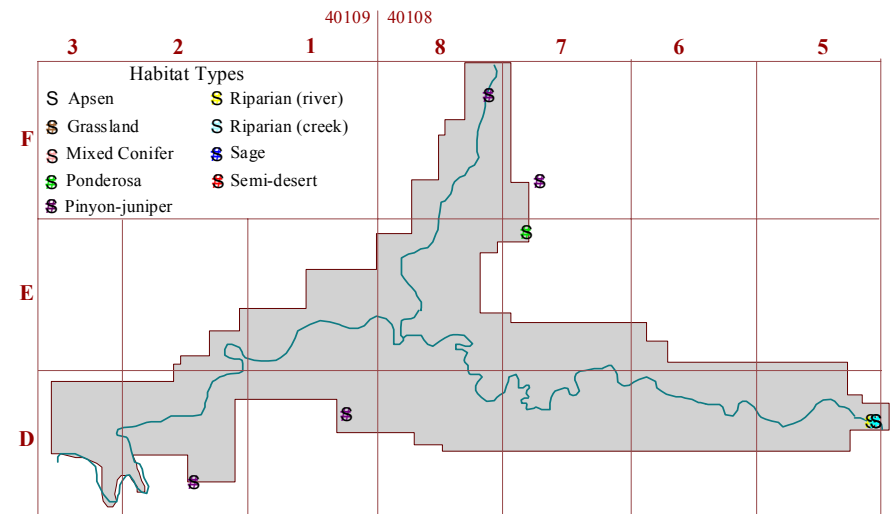 40109 40108
3 2 1 8 7 6 5
Habitat Types
S Apsen S Riparian (river)
S Grassland S Riparian (creek)
S Mixed Conifer S Sage
S Ponderosa S Semi-desert
S Pinyon-juniper
F
S
S
S
E
D
S
S S
S